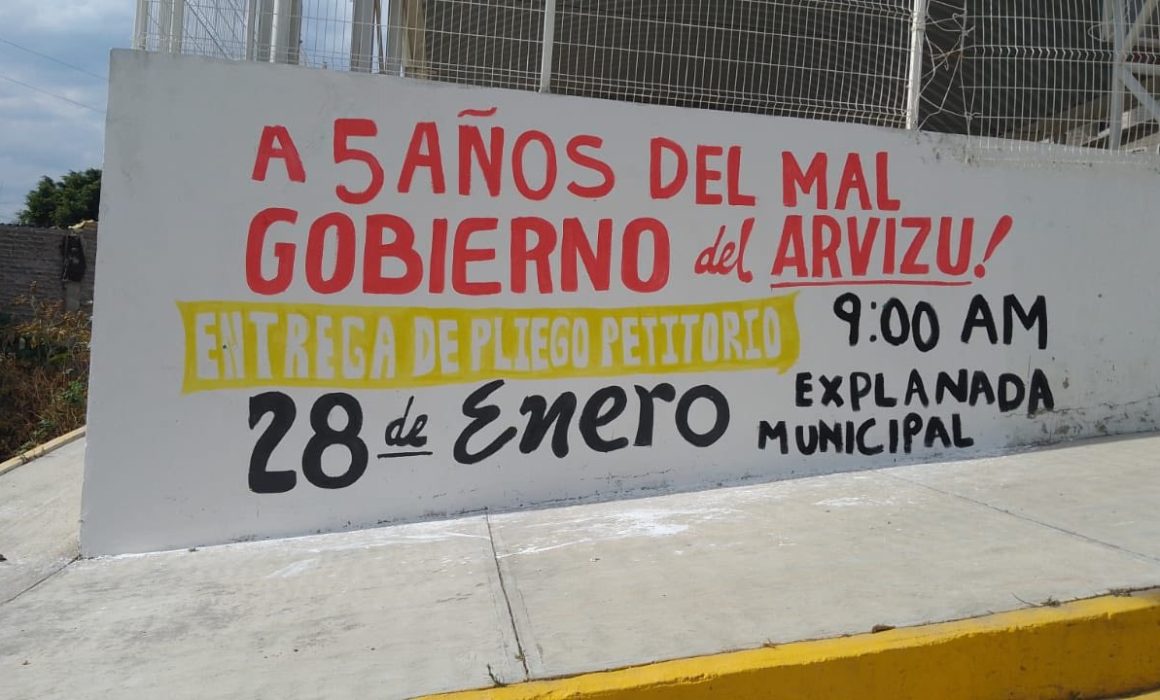 A 5 AÑOS DEL MAL
GOBIERNO del ARVIZU!
ENTREGA DE PLIEGO PETITORIO
9:00 AM
28 de Enero
EXPLANADA
MUNICIPAL